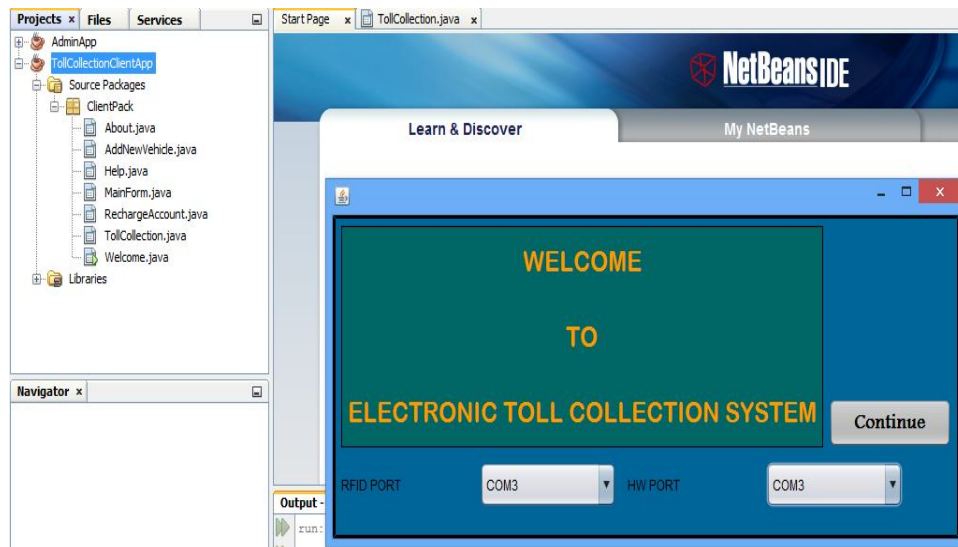 Projects x Files Services
AdminApp
TollCollectionClientApp
Source Packages
ClientPack
About.java
AddNewVehicle.java
Help.java
MainForm.java
RechargeAccount.java
TollCollection.java
Welcome.java
Libraries
Navigator x
Start Page x TollCollection.java x
NetBeans IDE
Learn & Discover My NetBeans
WELCOME
TO
ELECTRONIC TOLL COLLECTION SYSTEM
Continue
RFID PORT COM3 HW PORT COM3
Output -
run: